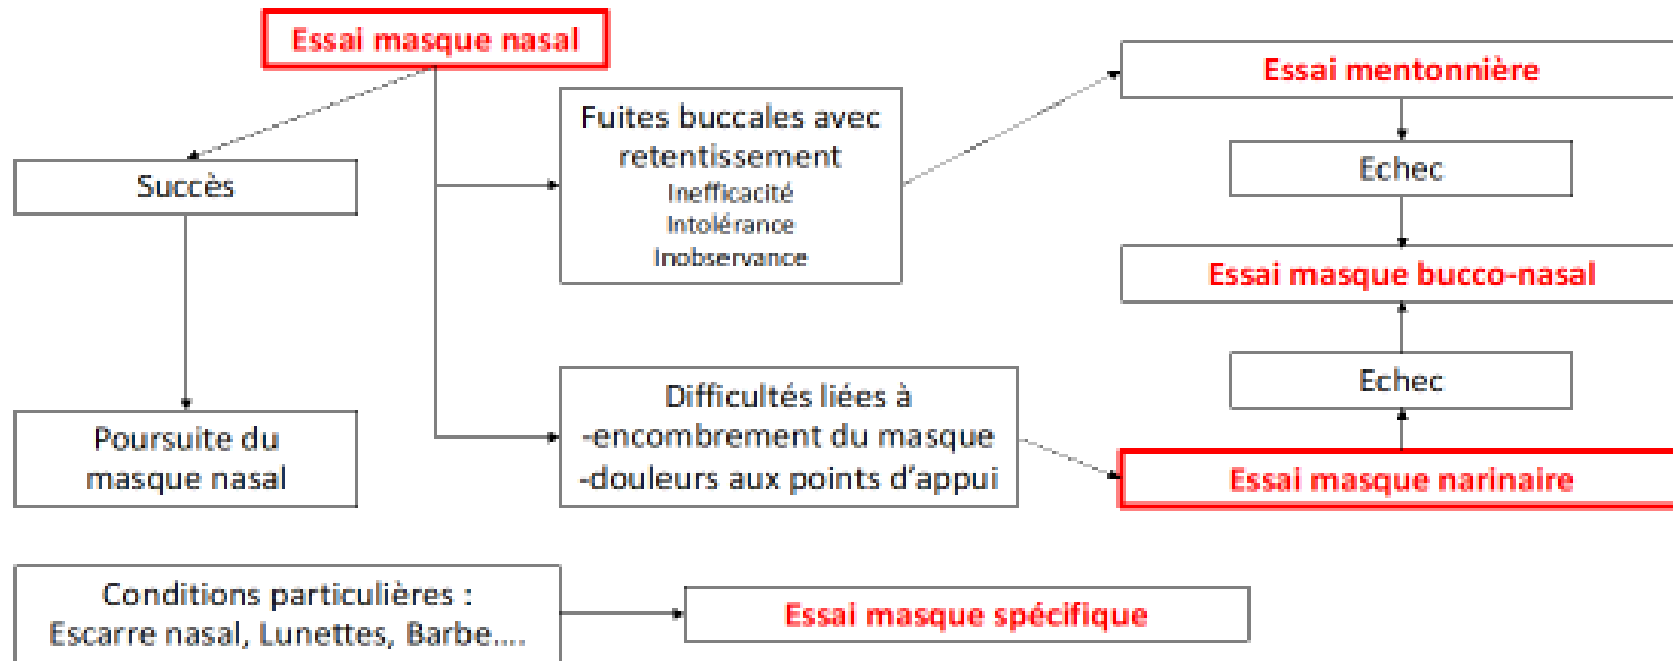 Essai masque nasal
Essai mentonnière
Fuites buccales avec
retentissement
Inefficacité
Intolérance
Inobservance
Succès
Echec
Essai masque bucco-nasal
Echec
Difficultés liées à
-encombrement du masque
-douleurs aux points d'appui
Poursuite du
masque nasal
Essai masque narinaire
Conditions particulières :
Escarre nasal, Lunettes, Barbe....
Essai masque spécifique